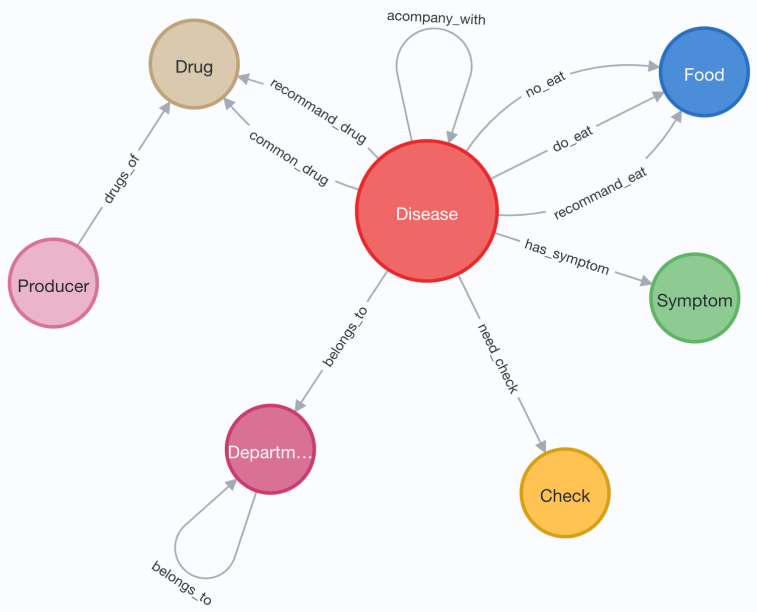 acompany_with
Drug
recommand_drug
no_eat
Food
common_drug
do_eat
drugs_of
recommand_eat
Disease
has_symptom
Producer
Symptom
belongs_to
need_check
Departm...
Check
belongs_to